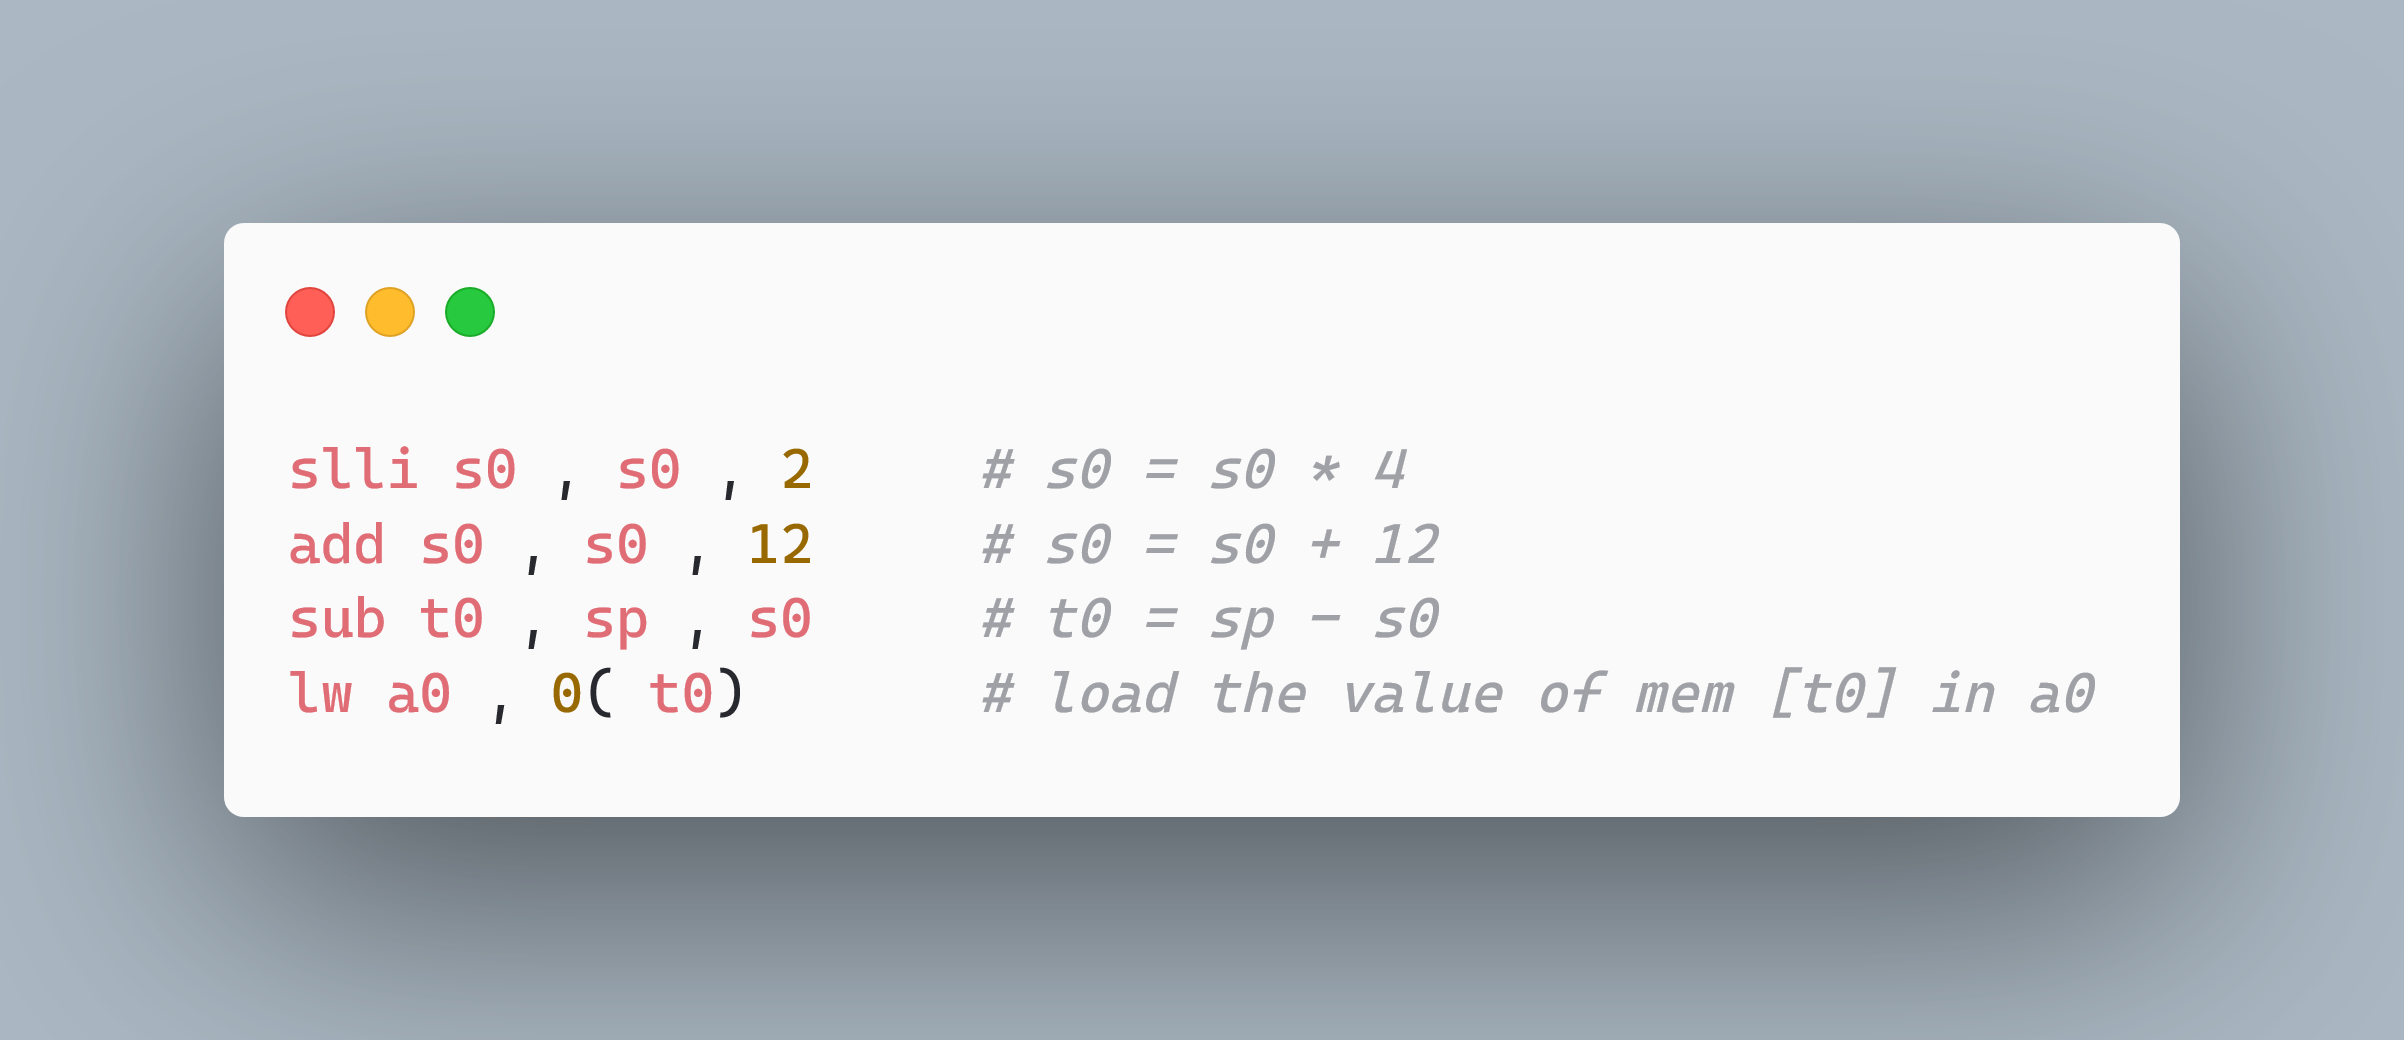 slli s0 , s0 , 2     # s0 = s0 * 4
add s0 , s0 , 12     # s0 = s0 + 12
sub t0 , sp , s0     # t0 = sp − s0
lw a0 , 0( t0)       # load the value of mem [t0] in a0